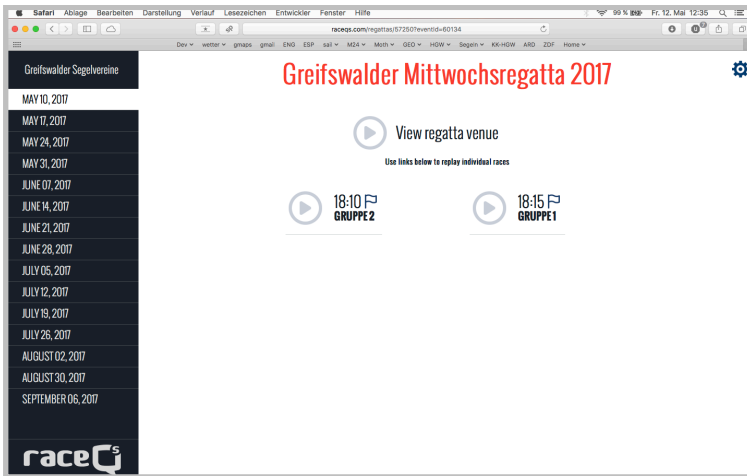 Safari Ablage Bearbeiten Darstellung Verlauf Lesezeichen Entwickler Fenster Hilfe 99 % Fr. 12. Mai 12:35
raceqs.com/regattas/57250?eventId=60134
Dev wetter gmaps gmail ENG ESP sail M24 Moth GEO HGW Segeln KK-HGW ARD ZDF Home
Greifswalder Segelvereine
Greifswalder Mittwochsregatta 2017
MAY 10, 2017
MAY 17, 2017
MAY 24, 2017
MAY 31, 2017
JUNE 07, 2017
JUNE 14, 2017
JUNE 21, 2017
JUNE 28, 2017
JULY 05, 2017
JULY 12, 2017
JULY 19, 2017
JULY 26, 2017
AUGUST 02, 2017
AUGUST 30, 2017
SEPTEMBER 06, 2017
View regatta venue
Use links below to replay individual races
18:10
GRUPPE 2
18:15
GRUPPE 1
raceQs